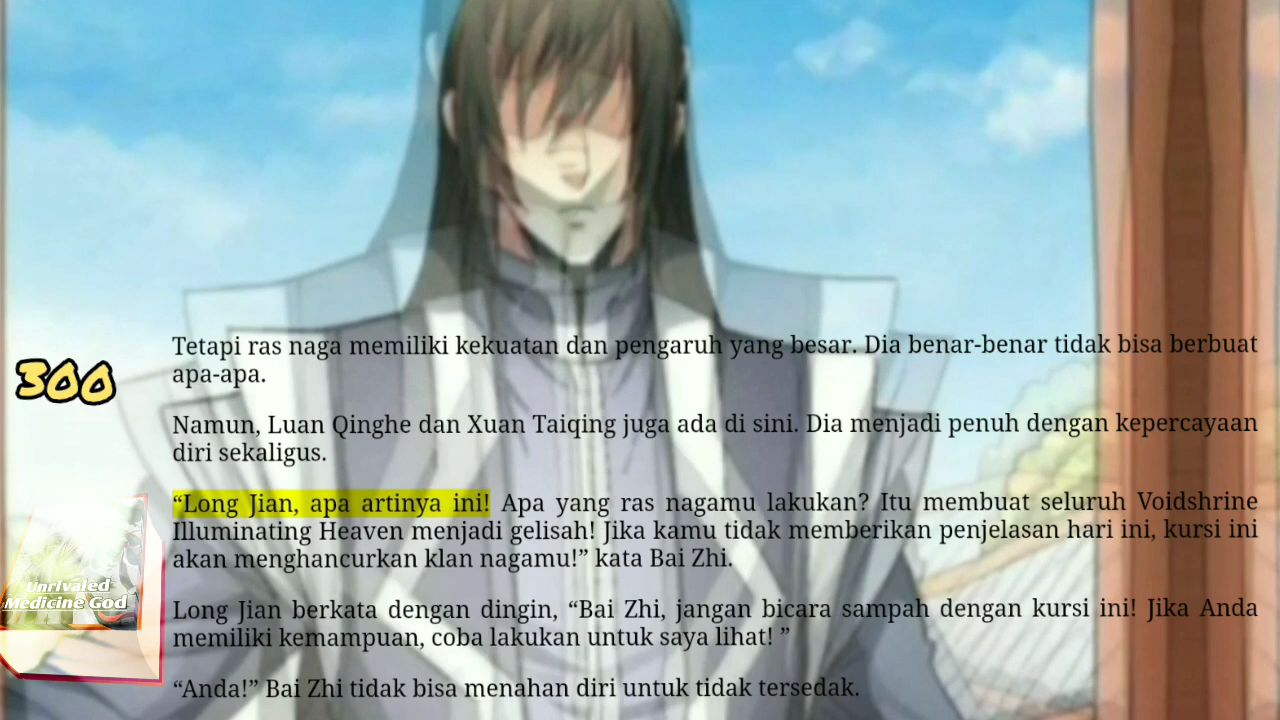 Tetapi ras naga memiliki kekuatan dan pengaruh yang besar. Dia benar-benar tidak bisa berbuat
apa-apa.
300
Namun, Luan Qinghe dan Xuan Taiqing juga ada di sini. Dia menjadi penuh dengan kepercayaan
diri sekaligus.
“Long Jian, apa artinya ini! Apa yang ras nagamu lakukan? Itu membuat seluruh Voidshrine
Illuminating Heaven menjadi gelisah! Jika kamu tidak memberikan penjelasan hari ini, kursi ini
akan menghancurkan klan nagamu!” kata Bai Zhi.
Unrivaled
Medicine God
Long Jian berkata dengan dingin, “Bai Zhi, jangan bicara sampah dengan kursi ini! Jika Anda
memiliki kemampuan, coba lakukan untuk saya lihat! ”
“Anda!” Bai Zhi tidak bisa menahan diri untuk tidak tersedak.